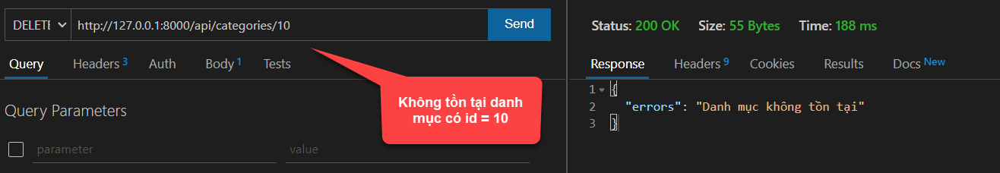 DELETE http://127.0.0.1:8000/api/categories/10 Send
Query Headers 3 Auth Body 1 Tests
Không tồn tại danh
mục có id = 10
Query Parameters
parameter value
Status: 200 OK Size: 55 Bytes Time: 188 ms
Response Headers 9 Cookies Results Docs New
1 {
2 "errors": "Danh mục không tồn tại"
3 }